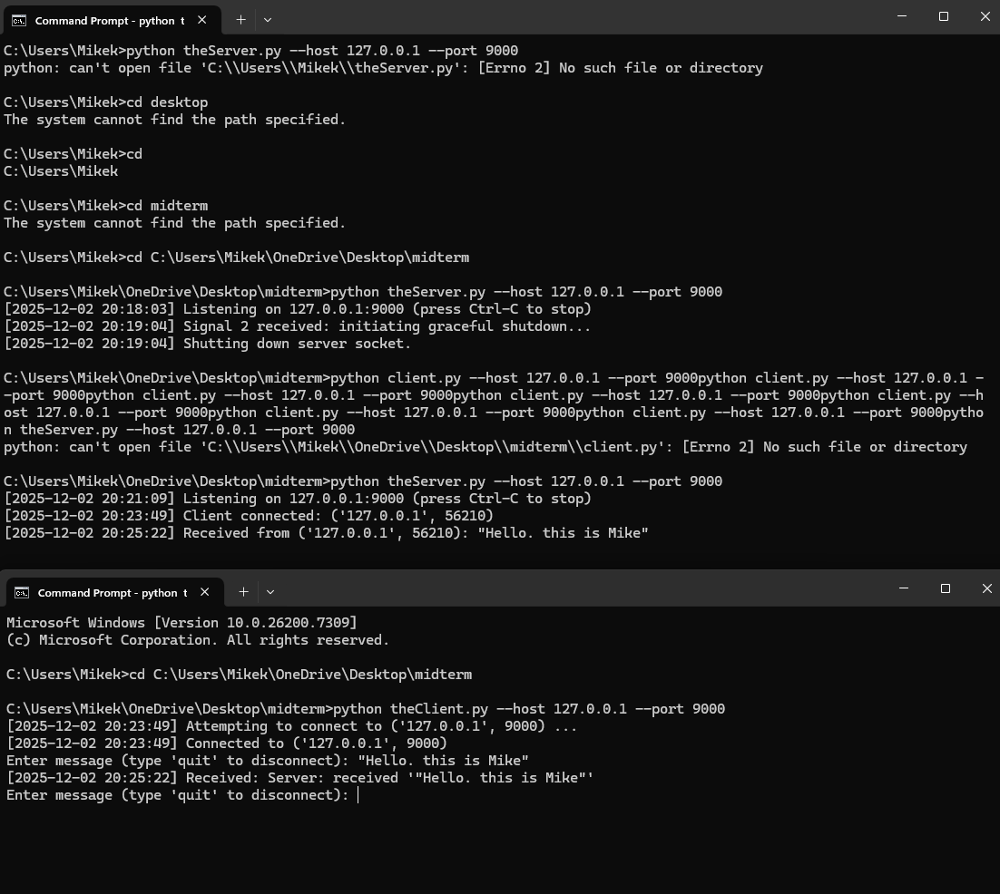 Command Prompt - python  t
C:\Users\Mikek>python theServer.py --host 127.0.0.1 --port 9000
python: can't open file 'C:\\Users\\Mikek\\theServer.py': [Errno 2] No such file or directory
C:\Users\Mikek>cd desktop
The system cannot find the path specified.
C:\Users\Mikek>cd
C:\Users\Mikek
C:\Users\Mikek>cd midterm
The system cannot find the path specified.
C:\Users\Mikek>cd C:\Users\Mikek\OneDrive\Desktop\midterm
C:\Users\Mikek\OneDrive\Desktop\midterm>python theServer.py --host 127.0.0.1 --port 9000
[2025-12-02 20:18:03] Listening on 127.0.0.1:9000 (press Ctrl-C to stop)
[2025-12-02 20:19:04] Signal 2 received: initiating graceful shutdown...
[2025-12-02 20:19:04] Shutting down server socket.
C:\Users\Mikek\OneDrive\Desktop\midterm>python client.py --host 127.0.0.1 --port 9000python client.py --host 127.0.0.1 -
-port 9000python client.py --host 127.0.0.1 --port 9000python client.py --host 127.0.0.1 --port 9000python client.py --h
ost 127.0.0.1 --port 9000python client.py --host 127.0.0.1 --port 9000python client.py --host 127.0.0.1 --port 9000pytho
n theServer.py --host 127.0.0.1 --port 9000
python: can't open file 'C:\\Users\\Mikek\\OneDrive\\Desktop\\midterm\\client.py': [Errno 2] No such file or directory
C:\Users\Mikek\OneDrive\Desktop\midterm>python theServer.py --host 127.0.0.1 --port 9000
[2025-12-02 20:21:09] Listening on 127.0.0.1:9000 (press Ctrl-C to stop)
[2025-12-02 20:23:49] Client connected: ('127.0.0.1', 56210)
[2025-12-02 20:25:22] Received from ('127.0.0.1', 56210): "Hello. this is Mike"
Command Prompt - python  t
Microsoft Windows [Version 10.0.26200.7309]
(c) Microsoft Corporation. All rights reserved.
C:\Users\Mikek>cd C:\Users\Mikek\OneDrive\Desktop\midterm
C:\Users\Mikek\OneDrive\Desktop\midterm>python theClient.py --host 127.0.0.1 --port 9000
[2025-12-02 20:23:49] Attempting to connect to ('127.0.0.1', 9000) ...
[2025-12-02 20:23:49] Connected to ('127.0.0.1', 9000)
Enter message (type 'quit' to disconnect): "Hello. this is Mike"
[2025-12-02 20:25:22] Received: Server: received '"Hello. this is Mike"'
Enter message (type 'quit' to disconnect):